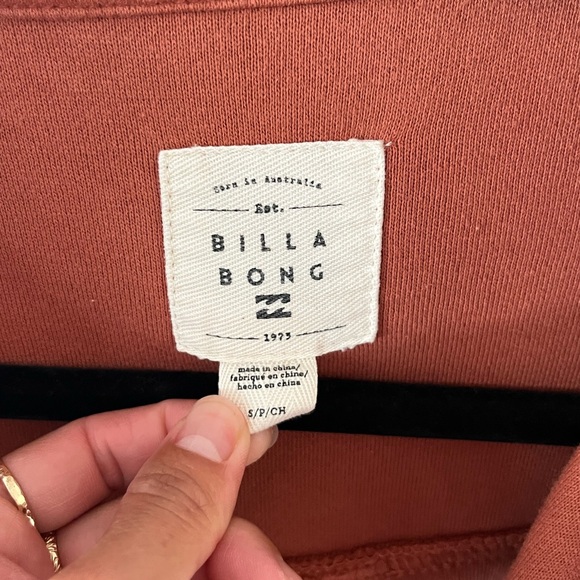 Born in Australia
Est.
BILLA
BONG
1973
made in china/
fabriqué en chine/
hecho en china
S/P/CH